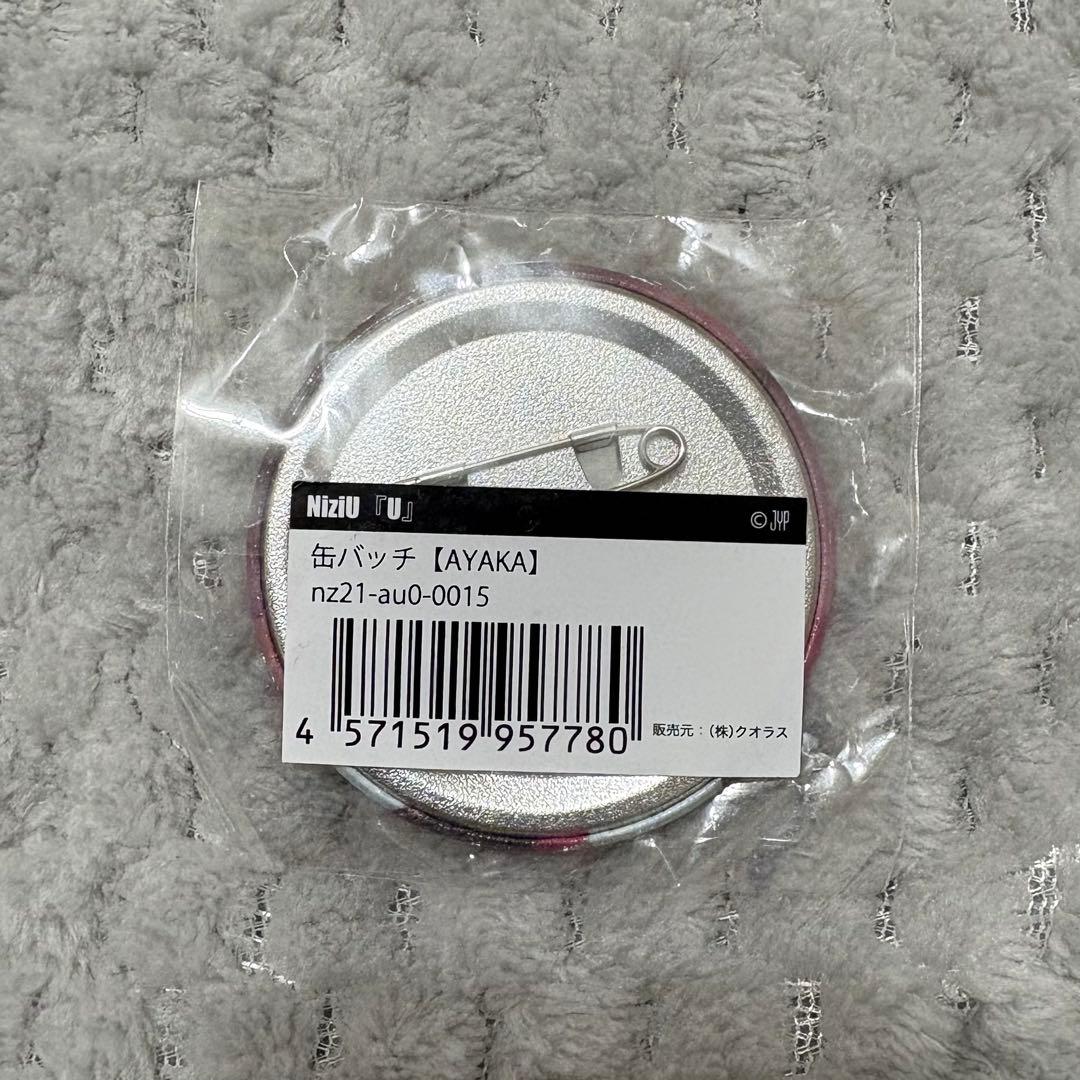 NiziU『U』
© JYP
缶バッチ【AYAKA】
nz21-au0-0015
4 571519 957780
販売元：(株)クオラス